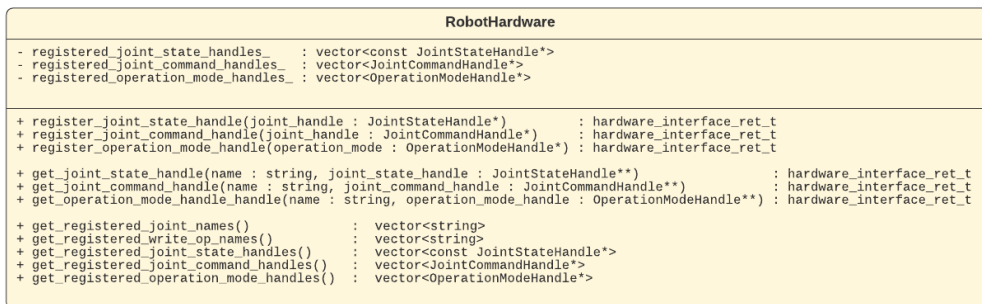 RobotHardware
- registered_joint_state_handles_ : vector<const JointStateHandle*>
- registered_joint_command_handles_ : vector<JointCommandHandle*>
- registered_operation_mode_handles_ : vector<OperationModeHandle*>
+ register_joint_state_handle(joint_handle : JointStateHandle*) : hardware_interface_ret_t
+ register_joint_command_handle(joint_handle : JointCommandHandle*) : hardware_interface_ret_t
+ register_operation_mode_handle(operation_mode : OperationModeHandle*) : hardware_interface_ret_t
+ get_joint_state_handle(name : string, joint_state_handle : JointStateHandle**) : hardware_interface_ret_t
+ get_joint_command_handle(name : string, joint_command_handle : JointCommandHandle**) : hardware_interface_ret_t
+ get_operation_mode_handle_handle(name : string, operation_mode_handle : OperationModeHandle**) : hardware_interface_ret_t
+ get_registered_joint_names() : vector<string>
+ get_registered_write_op_names() : vector<string>
+ get_registered_joint_state_handles() : vector<const JointStateHandle*>
+ get_registered_joint_command_handles() : vector<JointCommandHandle*>
+ get_registered_operation_mode_handles() : vector<OperationModeHandle*>